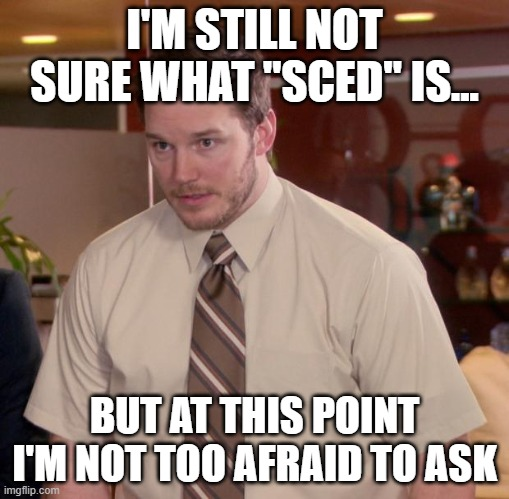 I'M STILL NOT
SURE WHAT "SCED" IS...
BUT AT THIS POINT
I'M NOT TOO AFRAID TO ASK
imgflip.com